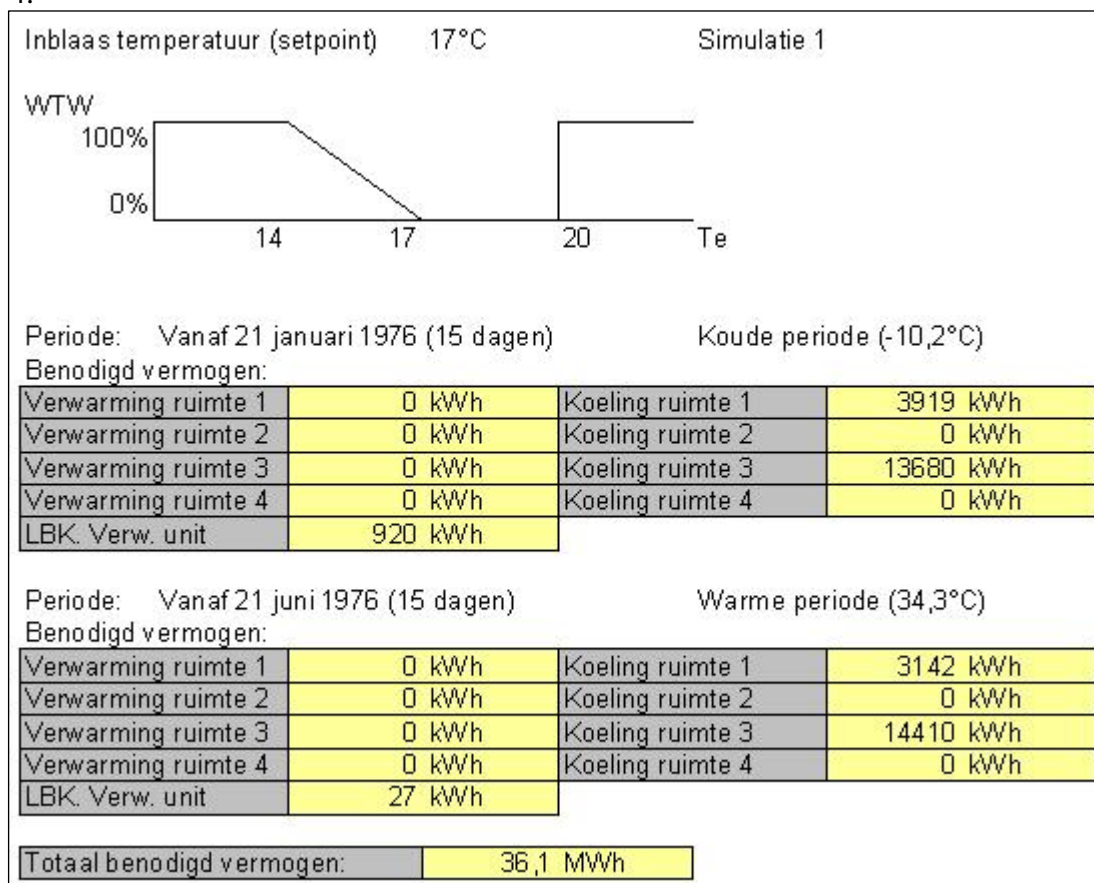 Inblaas temperatuur (setpoint) 17°C Simulatie 1
WTW
100%
0%
14 17 20 Te
Periode: Vanaf 21 januari 1976 (15 dagen) Koude periode (-10,2°C)
Benodigd vermogen:
Verwarming ruimte 1 0 kWh Koeling ruimte 1 3919 kWh
Verwarming ruimte 2 0 kWh Koeling ruimte 2 0 kWh
Verwarming ruimte 3 0 kWh Koeling ruimte 3 13680 kWh
Verwarming ruimte 4 0 kWh Koeling ruimte 4 0 kWh
LBK. Verw. unit 920 kWh
Periode: Vanaf 21 juni 1976 (15 dagen) Warme periode (34,3°C)
Benodigd vermogen:
Verwarming ruimte 1 0 kWh Koeling ruimte 1 3142 kWh
Verwarming ruimte 2 0 kWh Koeling ruimte 2 0 kWh
Verwarming ruimte 3 0 kWh Koeling ruimte 3 14410 kWh
Verwarming ruimte 4 0 kWh Koeling ruimte 4 0 kWh
LBK. Verw. unit 27 kWh
Totaal benodigd vermogen: 36,1 MWh